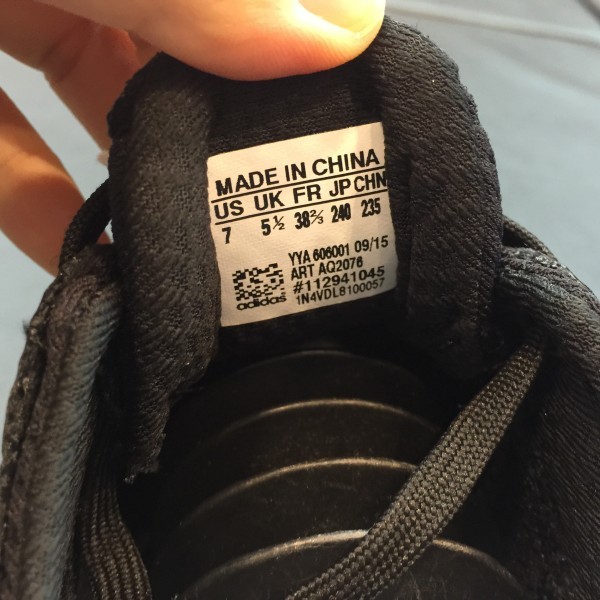 MADE IN CHINA
US UK FR JP CHN
7 5½ 38⅔ 240 235
YYA 606001 09/15
ART AQ2076
#112941045
adidas 1N4VDL8100057